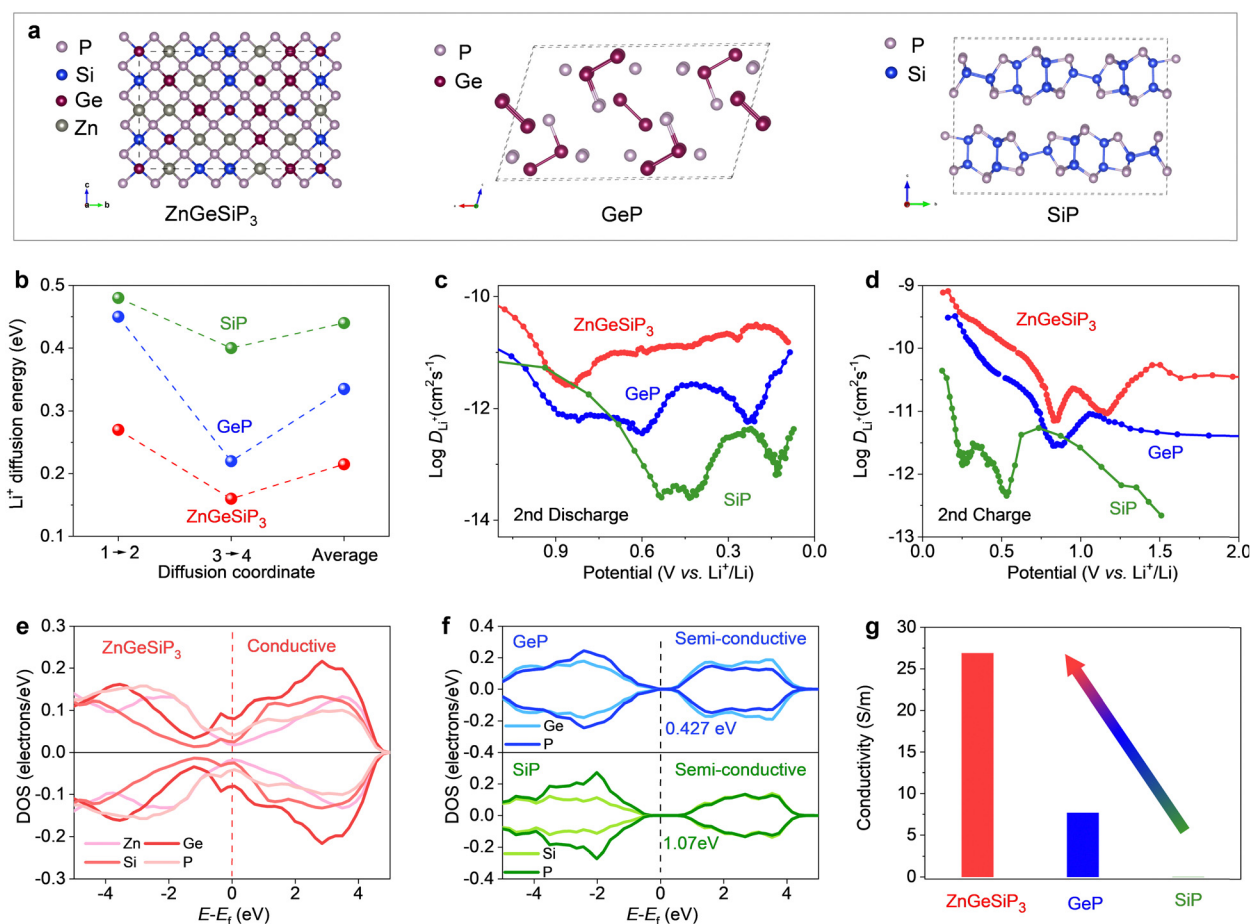 a
P
Si
Ge
Zn
c
b
ZnGeSiP₃
P
Ge
GeP
P
Si
SiP
b
Li⁺ diffusion energy (eV)
0.5
0.4
0.3
0.2
0.1
SiP
GeP
ZnGeSiP₃
1→2
3→4
Average
Diffusion coordinate
c
Log D_Li⁺(cm²s⁻¹)
-10
-11
-12
-13
-14
ZnGeSiP₃
GeP
SiP
2nd Discharge
0.9
0.6
0.3
0.0
Potential (V vs. Li⁺/Li)
d
Log D_Li⁺(cm²s⁻¹)
-9
-10
-11
-12
-13
ZnGeSiP₃
GeP
SiP
2nd Charge
0.0
0.5
1.0
1.5
2.0
Potential (V vs. Li⁺/Li)
e
DOS (electrons/eV)
0.3
0.2
0.1
0.0
0.1
0.2
0.3
ZnGeSiP₃
Conductive
Zn
Ge
Si
P
-4
-2
0
2
4
E-E_f (eV)
f
DOS (electrons/eV)
0.4
0.2
0.0
0.2
0.4
0.2
0.0
0.2
0.4
GeP
Semi-conductive
Ge
P
0.427 eV
SiP
Semi-conductive
Si
P
1.07eV
-4
-2
0
2
4
E-E_f (eV)
g
Conductivity (S/m)
30
25
20
15
10
5
0
ZnGeSiP₃
GeP
SiP